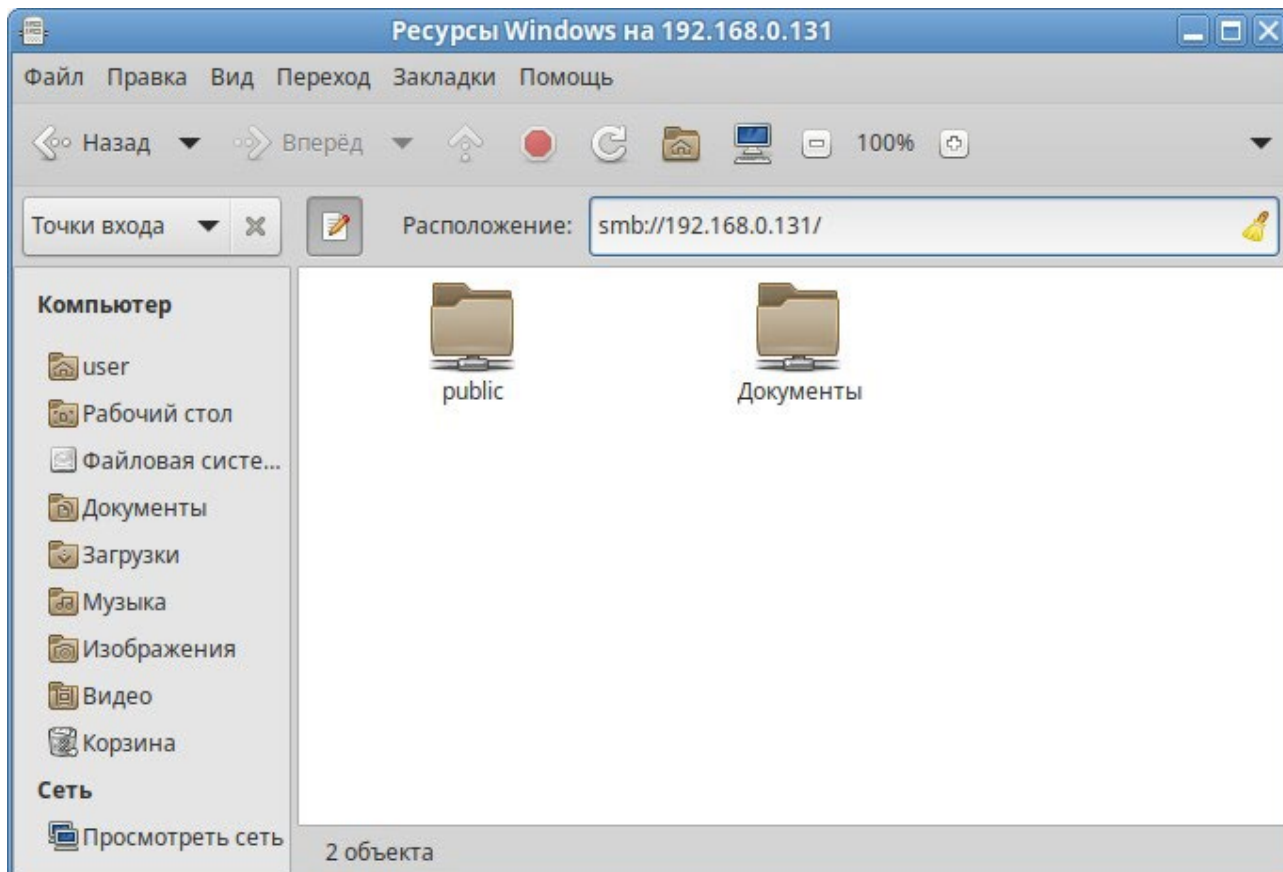 Ресурсы Windows на 192.168.0.131
Файл Правка Вид Переход Закладки Помощь
Назад Вперёд 100%
Точки входа Расположение: smb://192.168.0.131/
Компьютер
user
Рабочий стол
Файловая систе...
Документы
Загрузки
Музыка
Изображения
Видео
Корзина
Сеть
Просмотреть сеть
public Документы
2 объекта